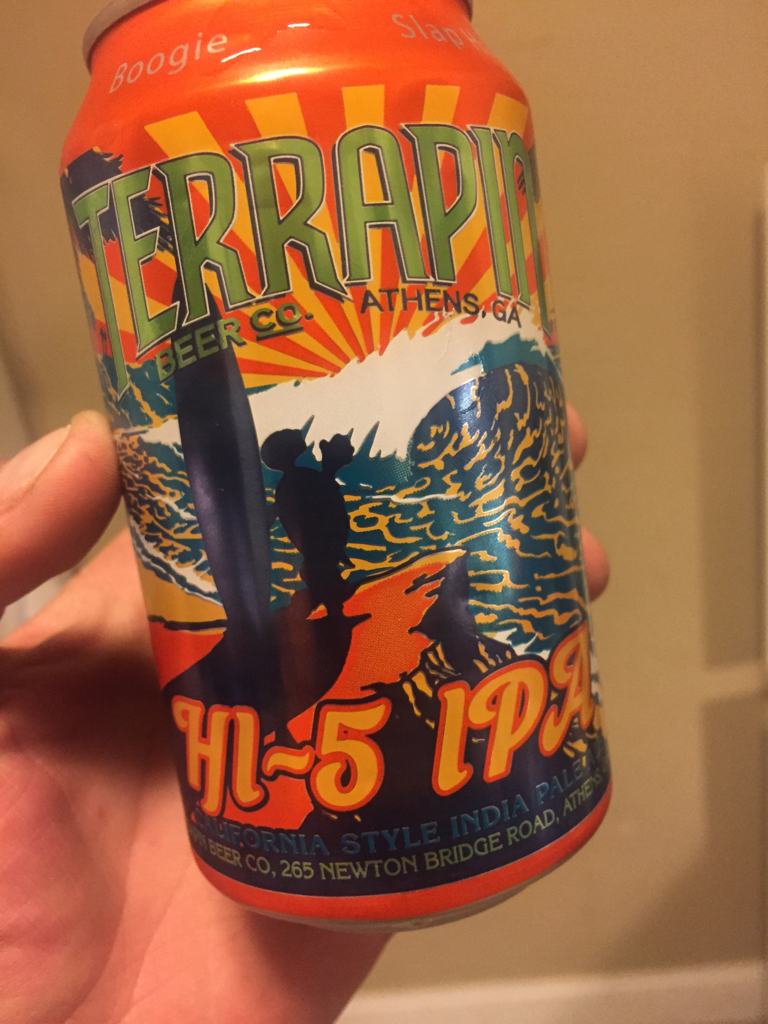 Boogie
Slap
TERRAPIN
BEER CO. ATHENS, GA
HI~5 IPA
CALIFORNIA STYLE INDIA PALE
BEER CO, 265 NEWTON BRIDGE ROAD, ATHENS